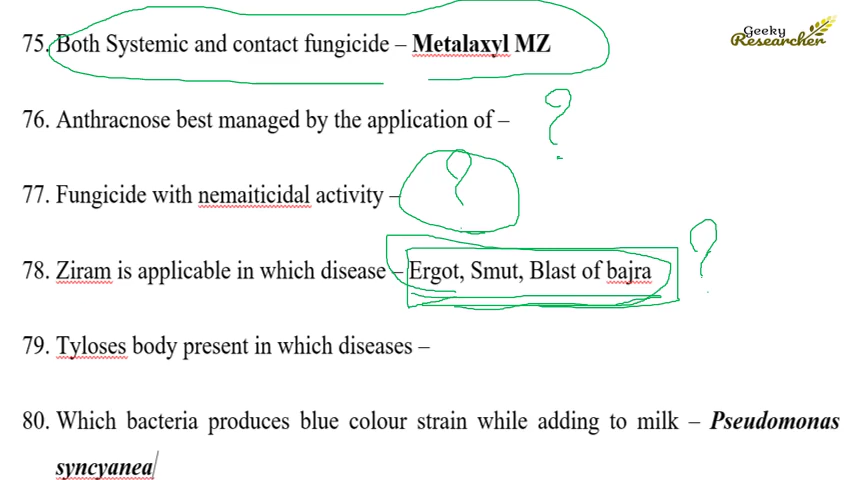 75. Both Systemic and contact fungicide – Metalaxyl MZ
Geeky
Researcher
76. Anthracnose best managed by the application of – ?
77. Fungicide with nemaiticidal activity – ?
78. Ziram is applicable in which disease – Ergot, Smut, Blast of bajra ?
79. Tyloses body present in which diseases –
80. Which bacteria produces blue colour strain while adding to milk – Pseudomonas
syncyanea